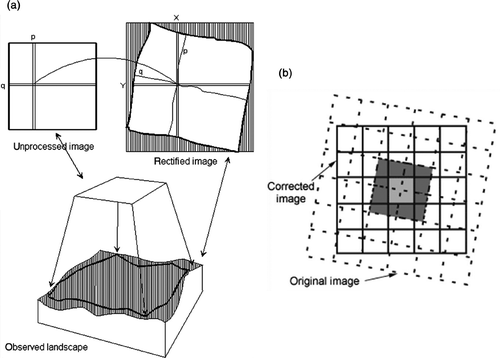 (a)
p
q
Unprocessed image
X
Y
p
q
Rectified image
Observed landscape
(b)
Corrected
image
Original image